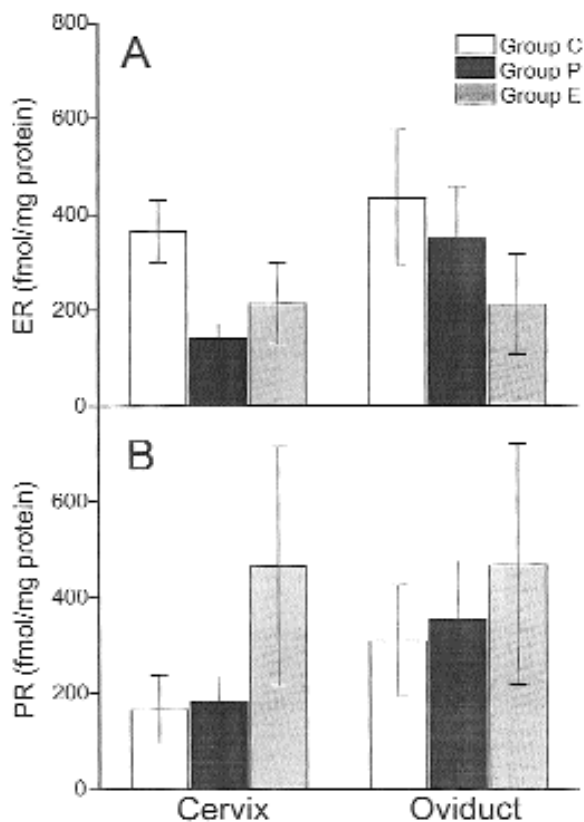 800
A
Group C
Group P
Group E
600
400
200
0
ER (fmol/mg protein)
B
600
400
200
0
PR (fmol/mg protein)
Cervix
Oviduct